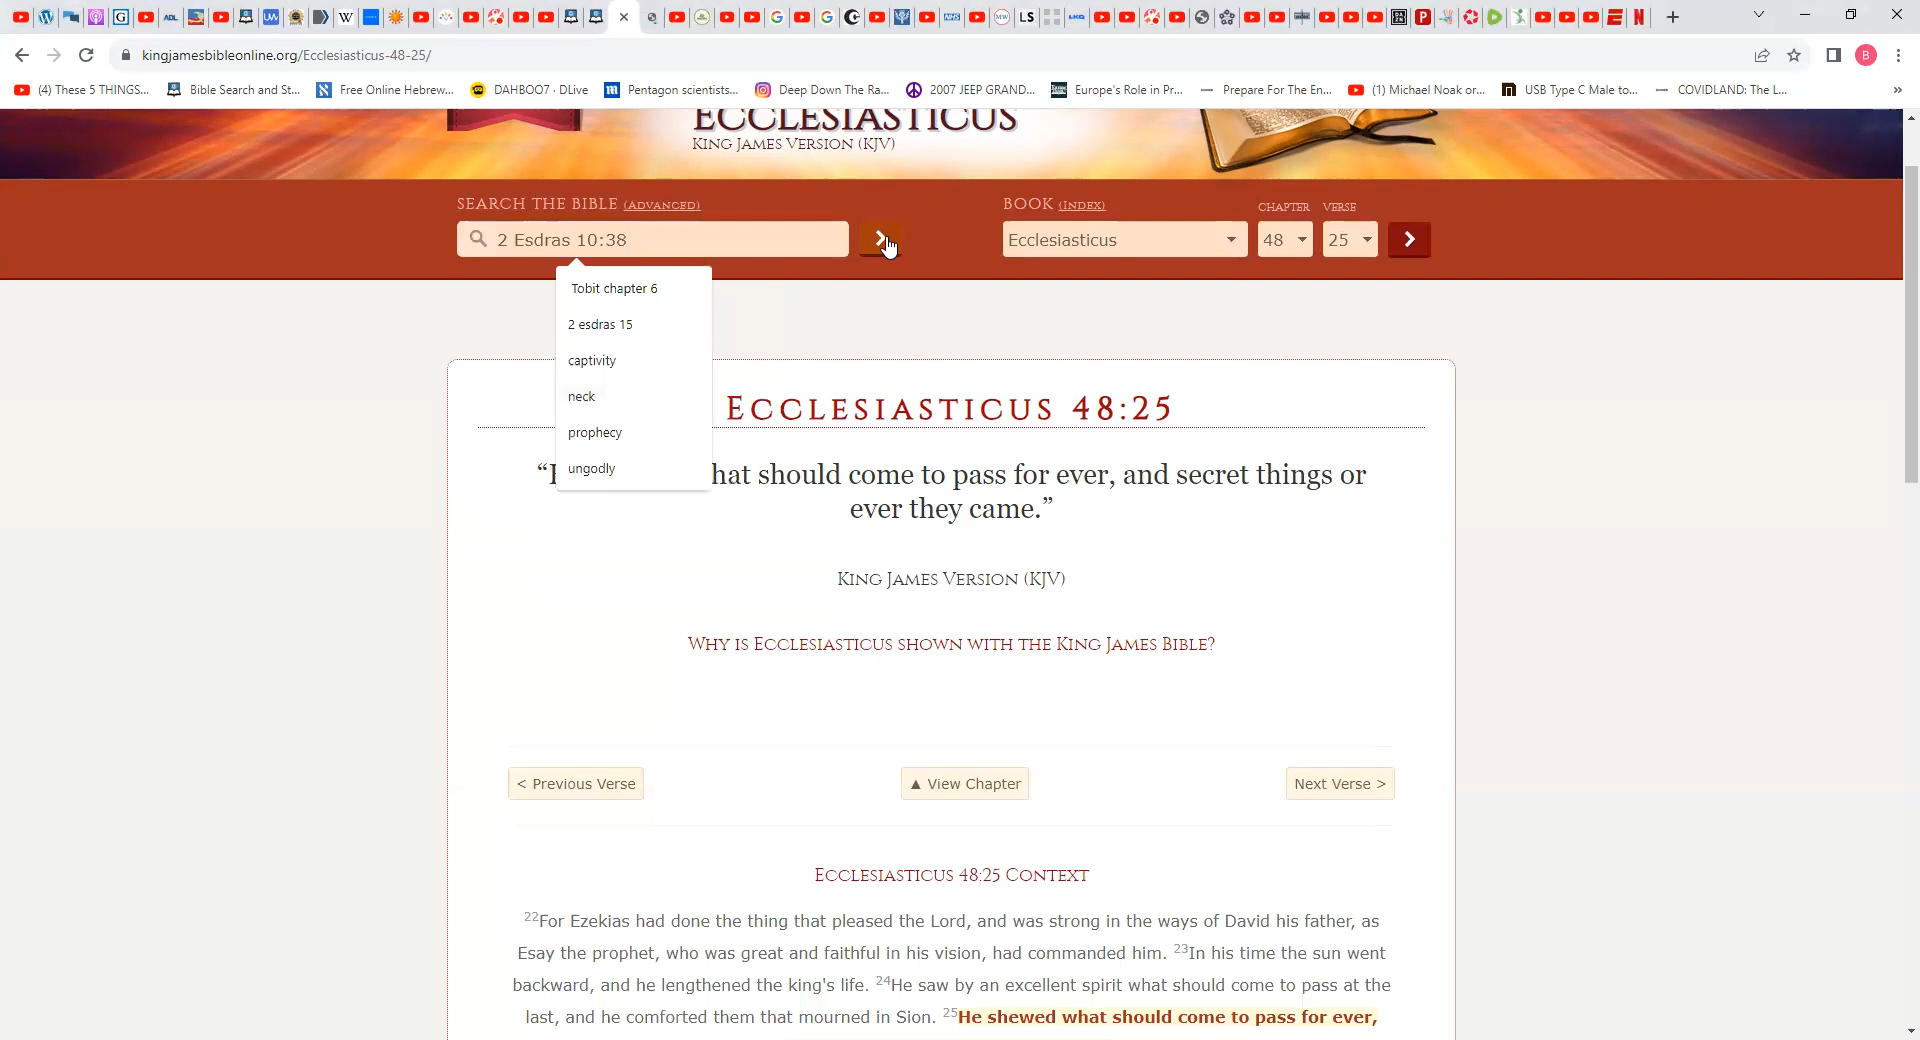 ADL
UW
W
G
G
NHS
MW
LS
LKQ
P
E
N
kingjamesbibleonline.org/Ecclesiasticus-48-25/
B
(4) These 5 THINGS...
Bible Search and St...
Free Online Hebrew...
DAHBOO7 · DLive
Pentagon scientists...
Deep Down The Ra...
2007 JEEP GRAND...
Europe's Role in Pr...
Prepare For The En...
(1) Michael Noak or...
USB Type C Male to...
COVIDLAND: The L...
»
ECCLESIASTICUS
KING JAMES VERSION (KJV)
SEARCH THE BIBLE (ADVANCED)
BOOK (INDEX)
CHAPTER
VERSE
2 Esdras 10:38
Ecclesiasticus
48
25
Tobit chapter 6
2 esdras 15
captivity
neck
prophecy
ungodly
ECCLESIASTICUS 48:25
hat should come to pass for ever, and secret things or
ever they came.”
KING JAMES VERSION (KJV)
WHY IS ECCLESIASTICUS SHOWN WITH THE KING JAMES BIBLE?
< Previous Verse
▲ View Chapter
Next Verse >
ECCLESIASTICUS 48:25 CONTEXT
22For Ezekias had done the thing that pleased the Lord, and was strong in the ways of David his father, as
Esay the prophet, who was great and faithful in his vision, had commanded him. 23In his time the sun went
backward, and he lengthened the king's life. 24He saw by an excellent spirit what should come to pass at the
last, and he comforted them that mourned in Sion. 25He shewed what should come to pass for ever,